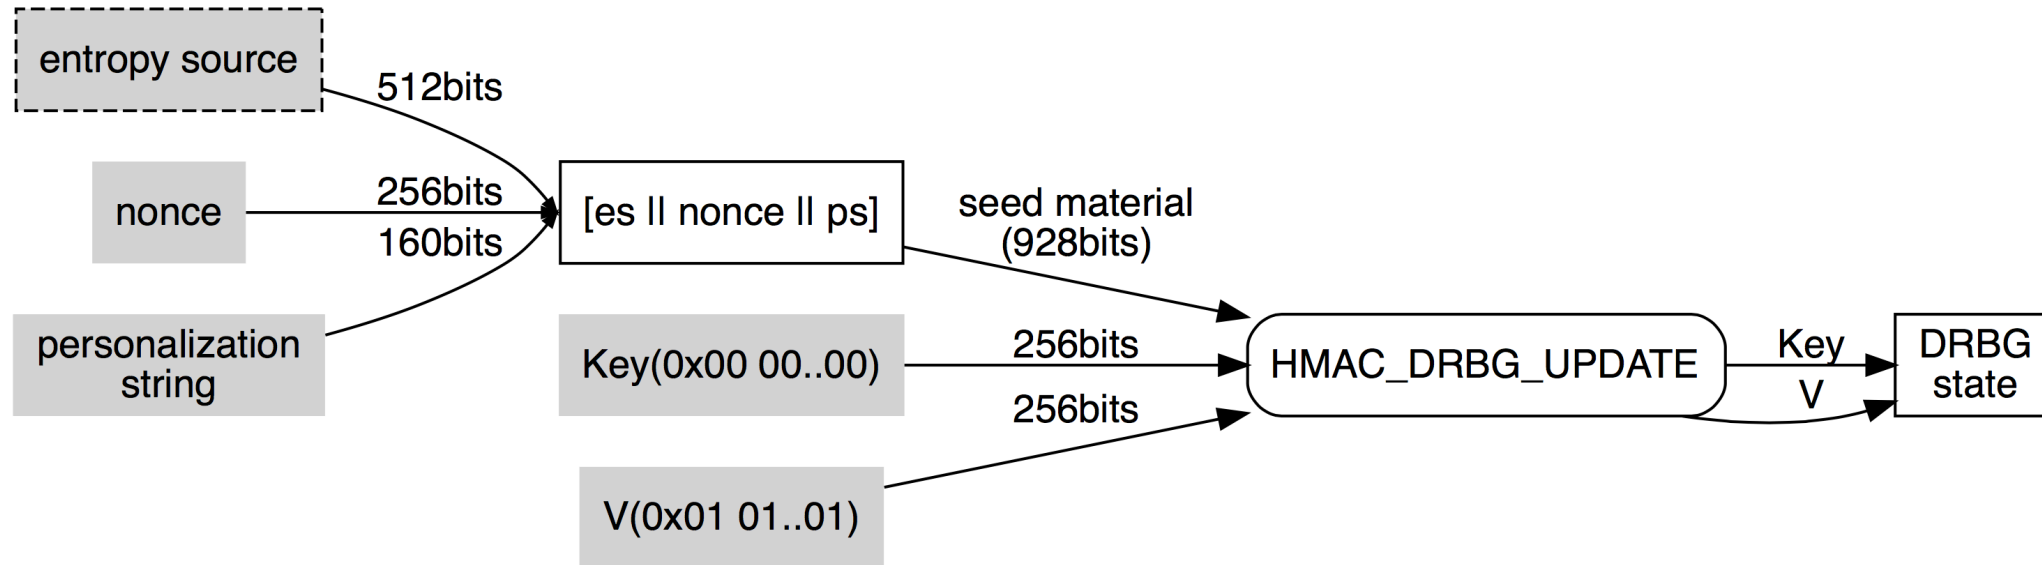 entropy source
512bits
nonce
256bits
160bits
personalization
string
[es ll nonce ll ps]
seed material
(928bits)
Key(0x00 00..00)
256bits
256bits
V(0x01 01..01)
HMAC_DRBG_UPDATE
Key
V
DRBG
state